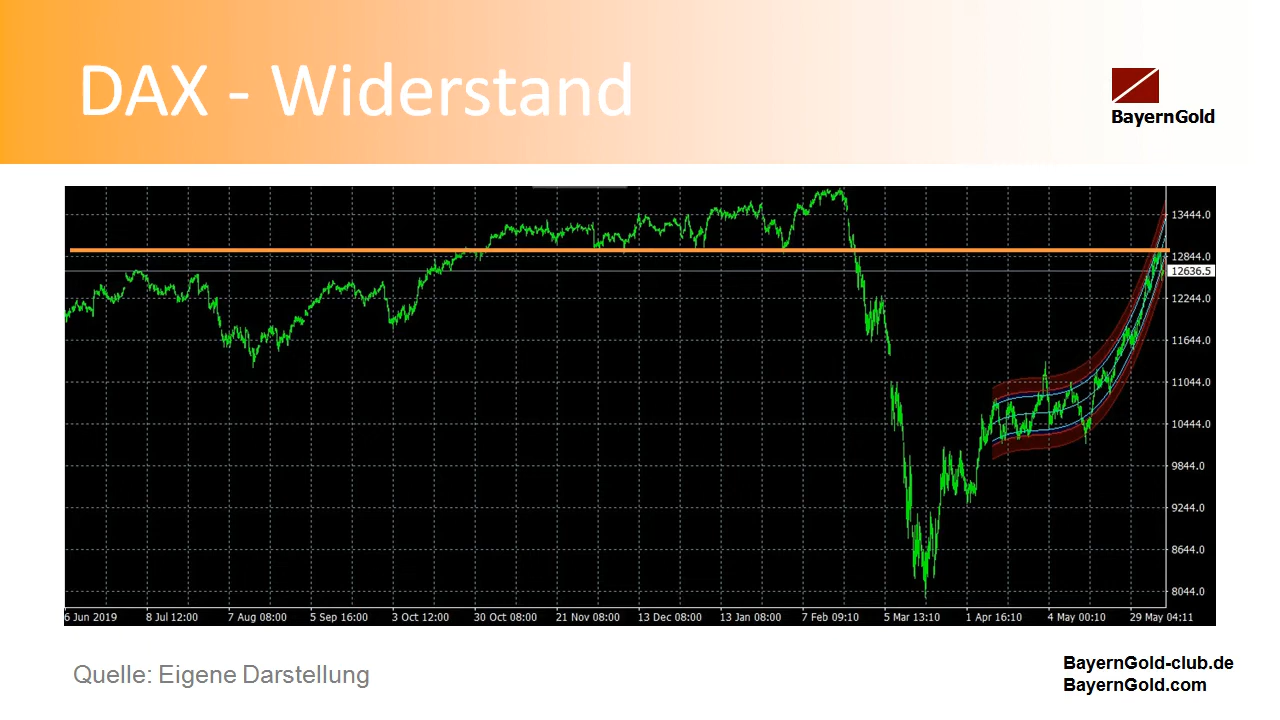 DAX - Widerstand
BayernGold
13444.0
12844.0
12636.5
12244.0
11644.0
11044.0
10444.0
9844.0
9244.0
8644.0
8044.0
6 Jun 2019 8 Jul 12:00 7 Aug 08:00 5 Sep 16:00 3 Oct 12:00 30 Oct 08:00 21 Nov 08:00 13 Dec 08:00 13 Jan 08:00 7 Feb 09:10 5 Mar 13:10 1 Apr 16:10 4 May 00:10 29 May 04:11
Quelle: Eigene Darstellung
BayernGold-club.de
BayernGold.com